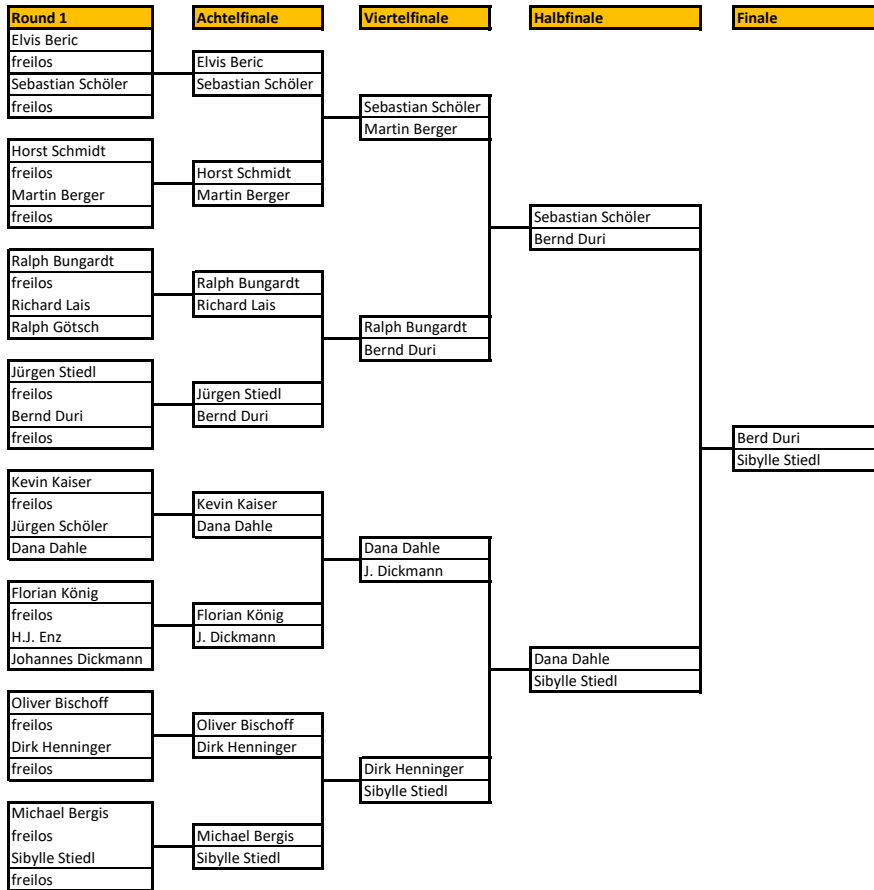 Round 1
Achtelfinale
Viertelfinale
Halbfinale
Finale
Elvis Beric
freilos
Sebastian Schöler
freilos
Horst Schmidt
freilos
Martin Berger
freilos
Ralph Bungardt
freilos
Richard Lais
Ralph Götsch
Jürgen Stiedl
freilos
Bernd Duri
freilos
Kevin Kaiser
freilos
Jürgen Schöler
Dana Dahle
Florian König
freilos
H.J. Enz
Johannes Dickmann
Oliver Bischoff
freilos
Dirk Henninger
freilos
Michael Bergis
freilos
Sibylle Stiedl
freilos
Elvis Beric
Sebastian Schöler
Horst Schmidt
Martin Berger
Ralph Bungardt
Richard Lais
Jürgen Stiedl
Bernd Duri
Kevin Kaiser
Dana Dahle
Florian König
J. Dickmann
Oliver Bischoff
Dirk Henninger
Michael Bergis
Sibylle Stiedl
Sebastian Schöler
Martin Berger
Ralph Bungardt
Bernd Duri
Dana Dahle
J. Dickmann
Dirk Henninger
Sibylle Stiedl
Sebastian Schöler
Bernd Duri
Dana Dahle
Sibylle Stiedl
Berd Duri
Sibylle Stiedl